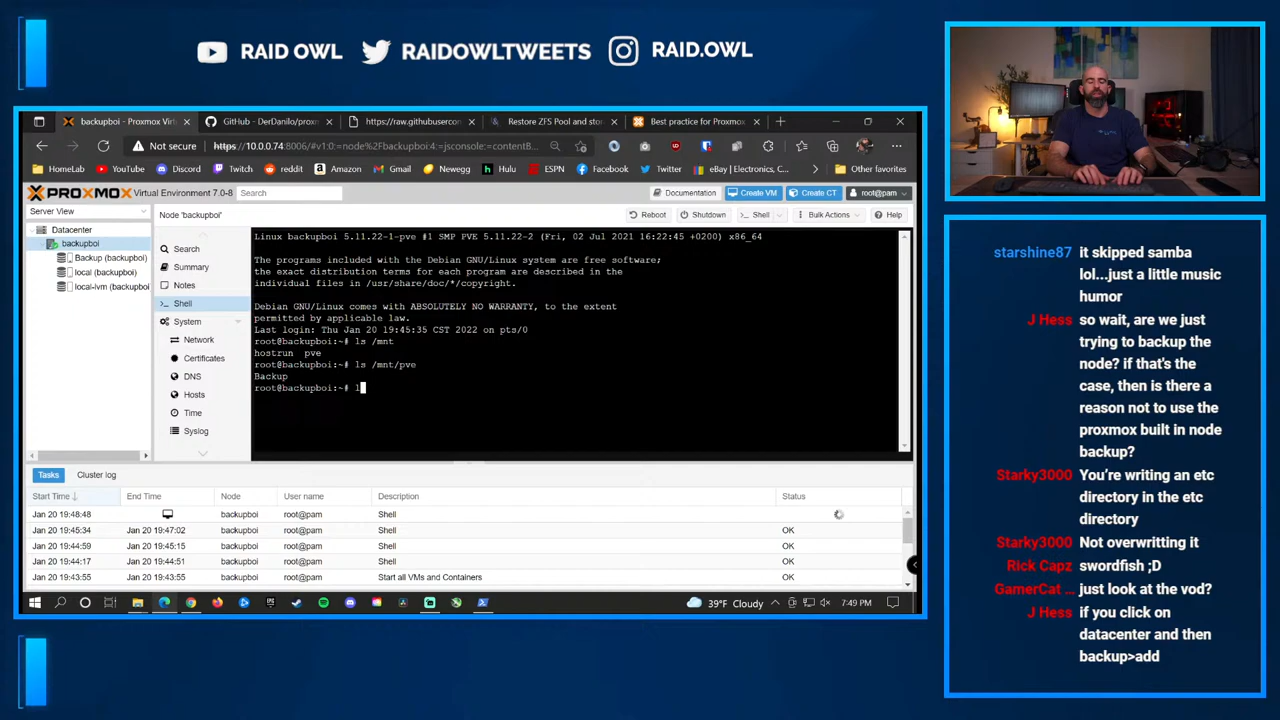 RAID OWL
RAIDOWLTWEETS
RAID.OWL
backupboi - Proxmox Virtu
GitHub - DerDanilo/proxm
https://raw.githubusercon
Restore ZFS Pool and stor
Best practice for Proxmox
Not secure
https://10.0.0.74:8006/#v1:0:=node%2Fbackupboi:4:=jsconsole=contentB...
HomeLab
YouTube
Discord
Twitch
reddit
Amazon
Gmail
Newegg
Hulu
ESPN
Facebook
Twitter
eBay | Electronics, C...
Other favorites
PROXMOX Virtual Environment 7.0-8
Search
Documentation
Create VM
Create CT
root@pam
Server View
Node 'backupboi'
Reboot
Shutdown
Shell
Bulk Actions
Help
Datacenter
backupboi
Backup (backupboi)
local (backupboi)
local-lvm (backupboi
Search
Summary
Notes
Shell
System
Network
Certificates
DNS
Hosts
Time
Syslog
Linux backupboi 5.11.22-1-pve #1 SMP PVE 5.11.22-2 (Fri, 02 Jul 2021 16:22:45 +0200) x86_64
The programs included with the Debian GNU/Linux system are free software;
the exact distribution terms for each program are described in the
individual files in /usr/share/doc/*/copyright.
Debian GNU/Linux comes with ABSOLUTELY NO WARRANTY, to the extent
permitted by applicable law.
Last login: Thu Jan 20 19:45:35 CST 2022 on pts/0
root@backupboi:~# ls /mnt
hostrun  pve
root@backupboi:~# ls /mnt/pve
Backup
root@backupboi:~# l
Tasks
Cluster log
Start Time
End Time
Node
User name
Description
Status
Jan 20 19:48:48
backupboi
root@pam
Shell
Jan 20 19:45:34
Jan 20 19:47:02
backupboi
root@pam
Shell
OK
Jan 20 19:44:59
Jan 20 19:45:15
backupboi
root@pam
Shell
OK
Jan 20 19:44:17
Jan 20 19:44:51
backupboi
root@pam
Shell
OK
Jan 20 19:43:55
Jan 20 19:43:55
backupboi
root@pam
Start all VMs and Containers
OK
39°F Cloudy
7:49 PM
starshine87 it skipped samba
lol...just a little music
humor
J Hess so wait, are we just
trying to backup the
node? if that's the
case, then is there a
reason not to use the
proxmox built in node
backup?
Starky3000 You're writing an etc
directory in the etc
directory
Starky3000 Not overwritting it
Rick Capz swordfish ;D
GamerCat ... just look at the vod?
J Hess if you click on
datacenter and then
backup>add